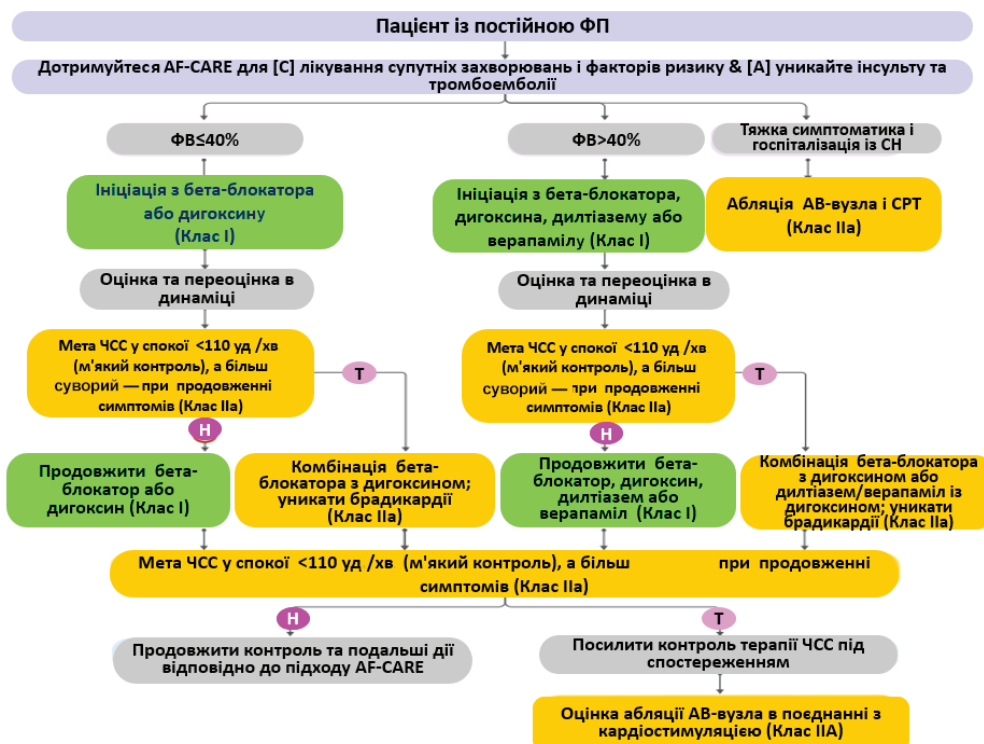 Пацієнт із постійною ФП
Дотримуйтеся AF-CARE для [С] лікування супутніх захворювань і факторів ризику & [А] уникайте інсульту та
тромбоемболії
ФВ≤40%
ФВ>40%
Тяжка симптоматика і
госпіталізація із СН
Ініціація з бета-блокатора
або дигоксину
(Клас I)
Ініціація з бета-блокатора,
дигоксина, дилтіазему або
верапамілу (Клас I)
Абляція АВ-вузла і СРТ
(Клас IIa)
Оцінка та переоцінка в
динаміці
Оцінка та переоцінка в
динаміці
Мета ЧСС у спокої <110 уд /хв
(м'який контроль), а більш
суворий — при продовженні
симптомів (Клас IIa)
Т
Мета ЧСС у спокої <110 уд /хв
(м'який контроль), а більш
суворий — при продовженні
симптомів (Клас IIa)
Т
Н
Н
Продовжити бета-
блокатор або
дигоксин (Клас I)
Комбінація бета-
блокатора з дигоксином;
уникати брадикардії
(Клас IIa)
Продовжити бета-
блокатор, дигоксин,
дилтіазем або
верапаміл (Клас I)
Комбінація бета-блокатора
з дигоксином або
дилтіазем/верапаміл із
дигоксином; уникати
брадикардії (Клас IIa)
Мета ЧСС у спокої <110 уд /хв (м'який контроль), а більш при продовженні
симптомів (Клас IIa)
Н
Т
Продовжити контроль та подальші дії
відповідно до підходу AF-CARE
Посилити контроль терапії ЧСС під
спостереженням
Оцінка абляції АВ-вузла в поєднанні з
кардіостимуляцією (Клас IIA)